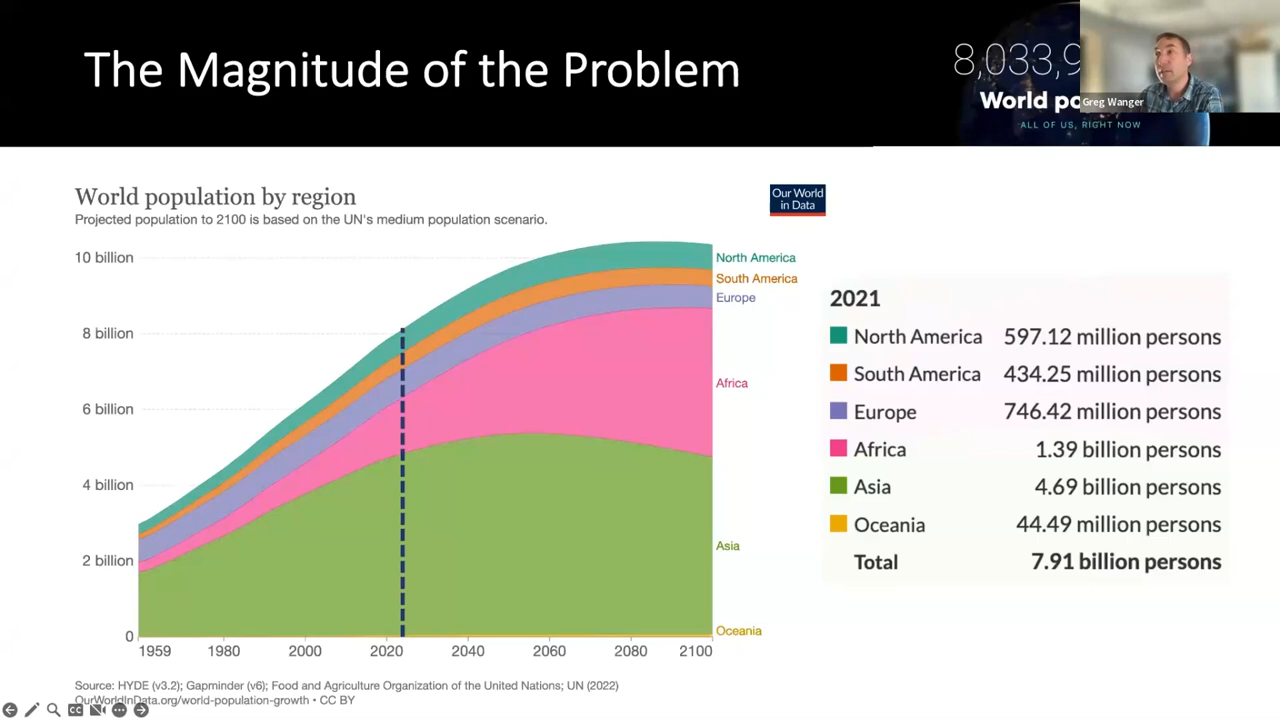 The Magnitude of the Problem
8,033,9
World po
ALL OF US, RIGHT NOW
Greg Wanger
World population by region
Projected population to 2100 is based on the UN's medium population scenario.
Our World
in Data
10 billion
8 billion
6 billion
4 billion
2 billion
0
North America
South America
Europe
Africa
Asia
Oceania
1959 1980 2000 2020 2040 2060 2080 2100
2021
North America 597.12 million persons
South America 434.25 million persons
Europe 746.42 million persons
Africa 1.39 billion persons
Asia 4.69 billion persons
Oceania 44.49 million persons
Total 7.91 billion persons
Source: HYDE (v3.2); Gapminder (v6); Food and Agriculture Organization of the United Nations; UN (2022)
OurWorldInData.org/world-population-growth • CC BY
CC